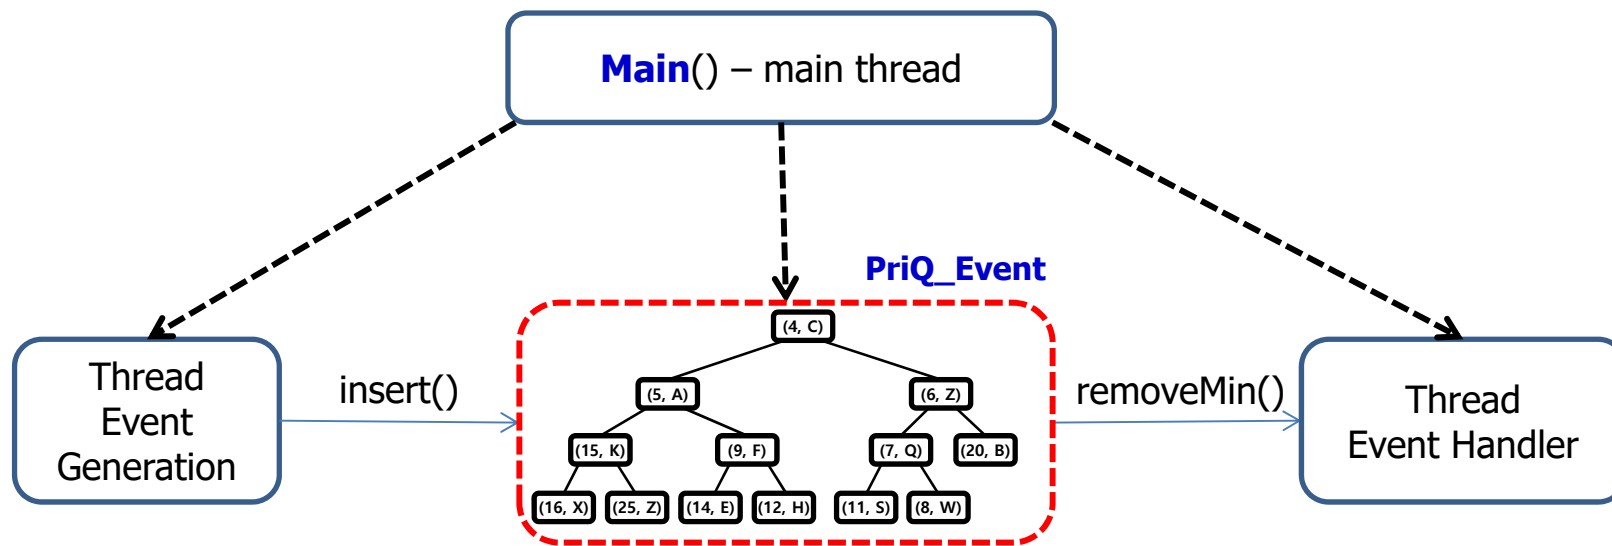 Main() – main thread
PriQ_Event
(4, C)
Thread
Event
Generation
insert()
(5, A)
(6, Z)
removeMin()
Thread
Event Handler
(15, K)
(9, F)
(7, Q)
(20, B)
(16, X)
(25, Z)
(14, E)
(12, H)
(11, S)
(8, W)